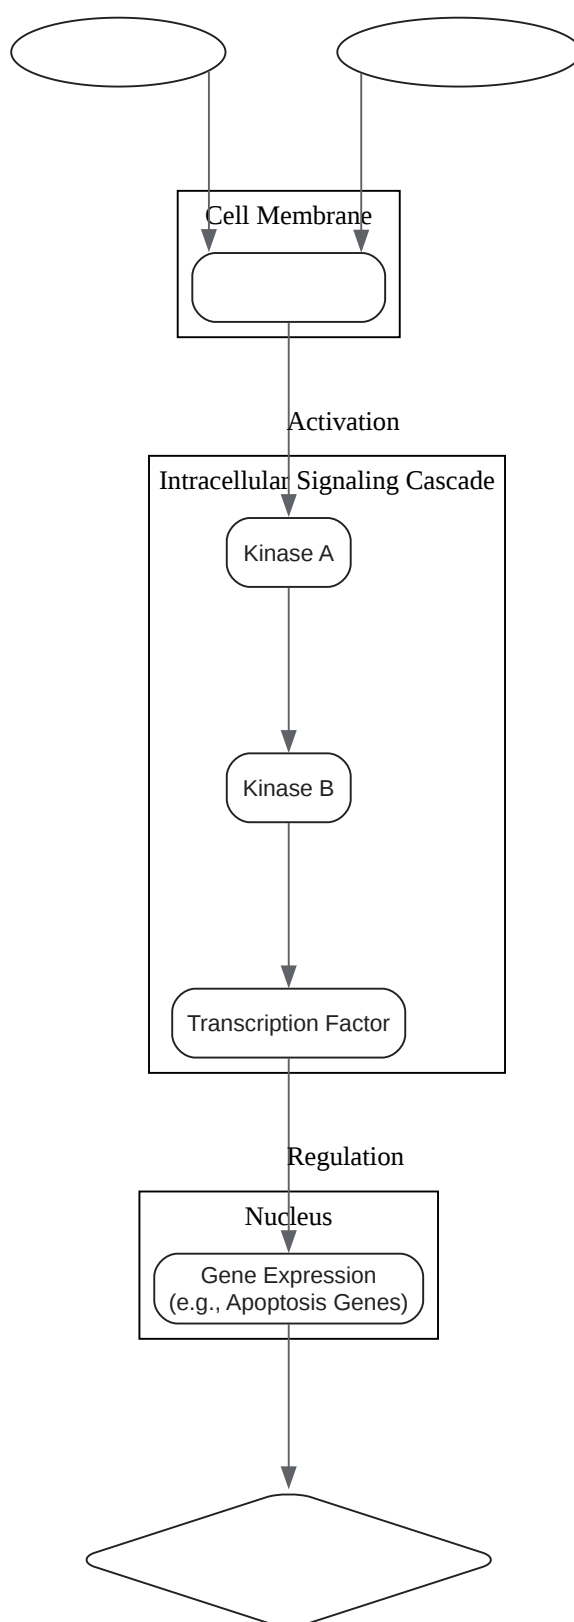 Cell Membrane
Activation
Intracellular Signaling Cascade
Kinase A
Kinase B
Transcription Factor
Regulation
Nucleus
Gene Expression
(e.g., Apoptosis Genes)